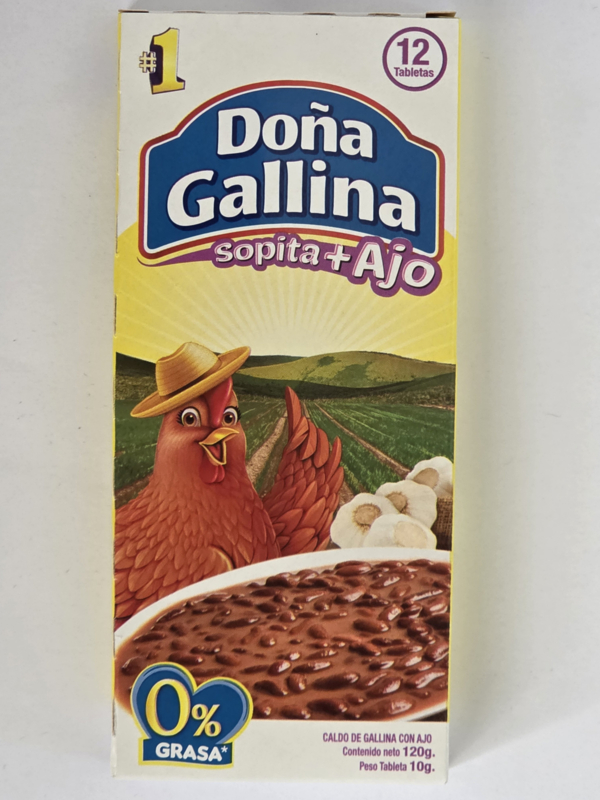 #1
12
Tabletas
Doña
Gallina
Sopita + Ajo
0%
GRASA*
CALDO DE GALLINA CON AJO
Contenido neto 120g.
Peso Tableta 10g.